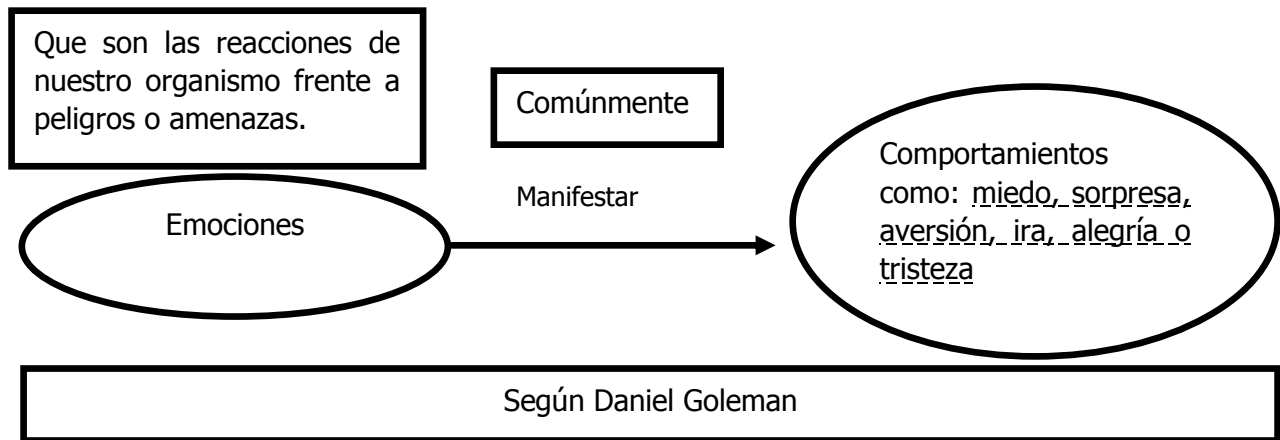 Que son las reacciones de
nuestro organismo frente a
peligros o amenazas.
Comúnmente
Emociones
Manifestar
Comportamientos
como: miedo, sorpresa,
aversión, ira, alegría o
tristeza
Según Daniel Goleman